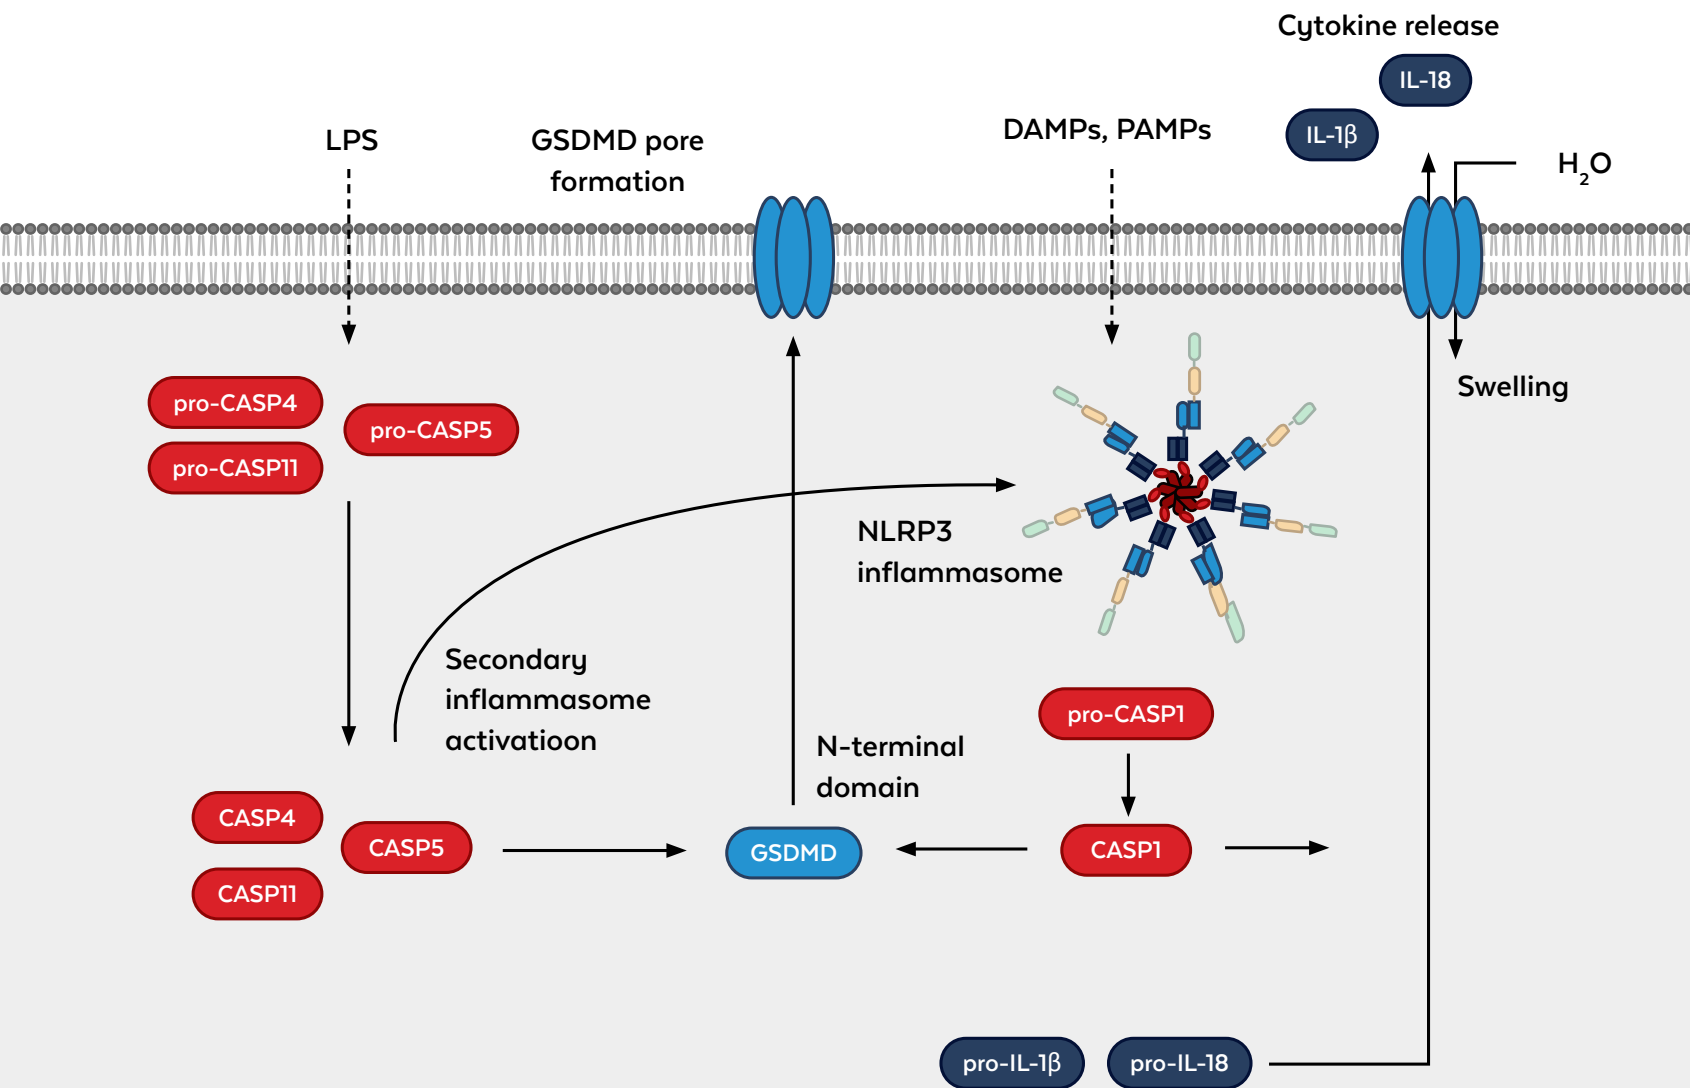 Cytokine release
IL-18
IL-1β
LPS
GSDMD pore
formation
DAMPs, PAMPs
H₂O
Swelling
pro-CASP4
pro-CASP5
pro-CASP11
NLRP3
inflammasome
Secondary
inflammasome
activatioon
N-terminal
domain
pro-CASP1
CASP4
CASP5
CASP11
GSDMD
CASP1
pro-IL-1β
pro-IL-18